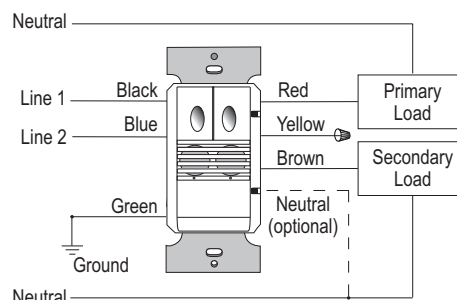 Neutral
Line 1
Black
Red
Primary
Load
Line 2
Blue
Yellow
Brown
Secondary
Load
Green
Neutral
(optional)
Ground
Neutral